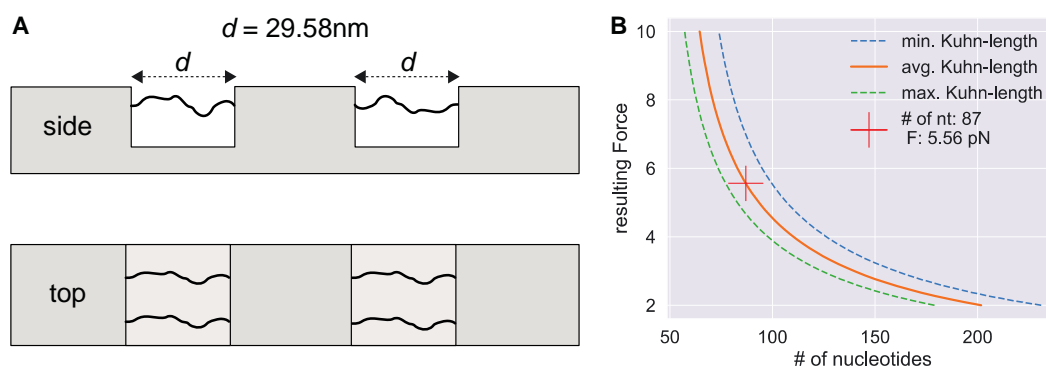 A
d = 29.58nm
d
d
side
top
B
resulting Force
10
8
6
4
2
min. Kuhn-length
avg. Kuhn-length
max. Kuhn-length
# of nt: 87
F: 5.56 pN
50
100
150
200
# of nucleotides